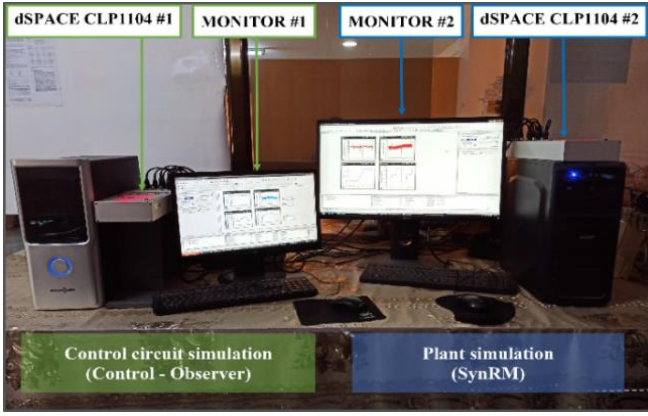 dSPACE CLP1104 #1
MONITOR #1
MONITOR #2
dSPACE CLP1104 #2
Control circuit simulation
(Control - Observer)
Plant simulation
(SynRM)